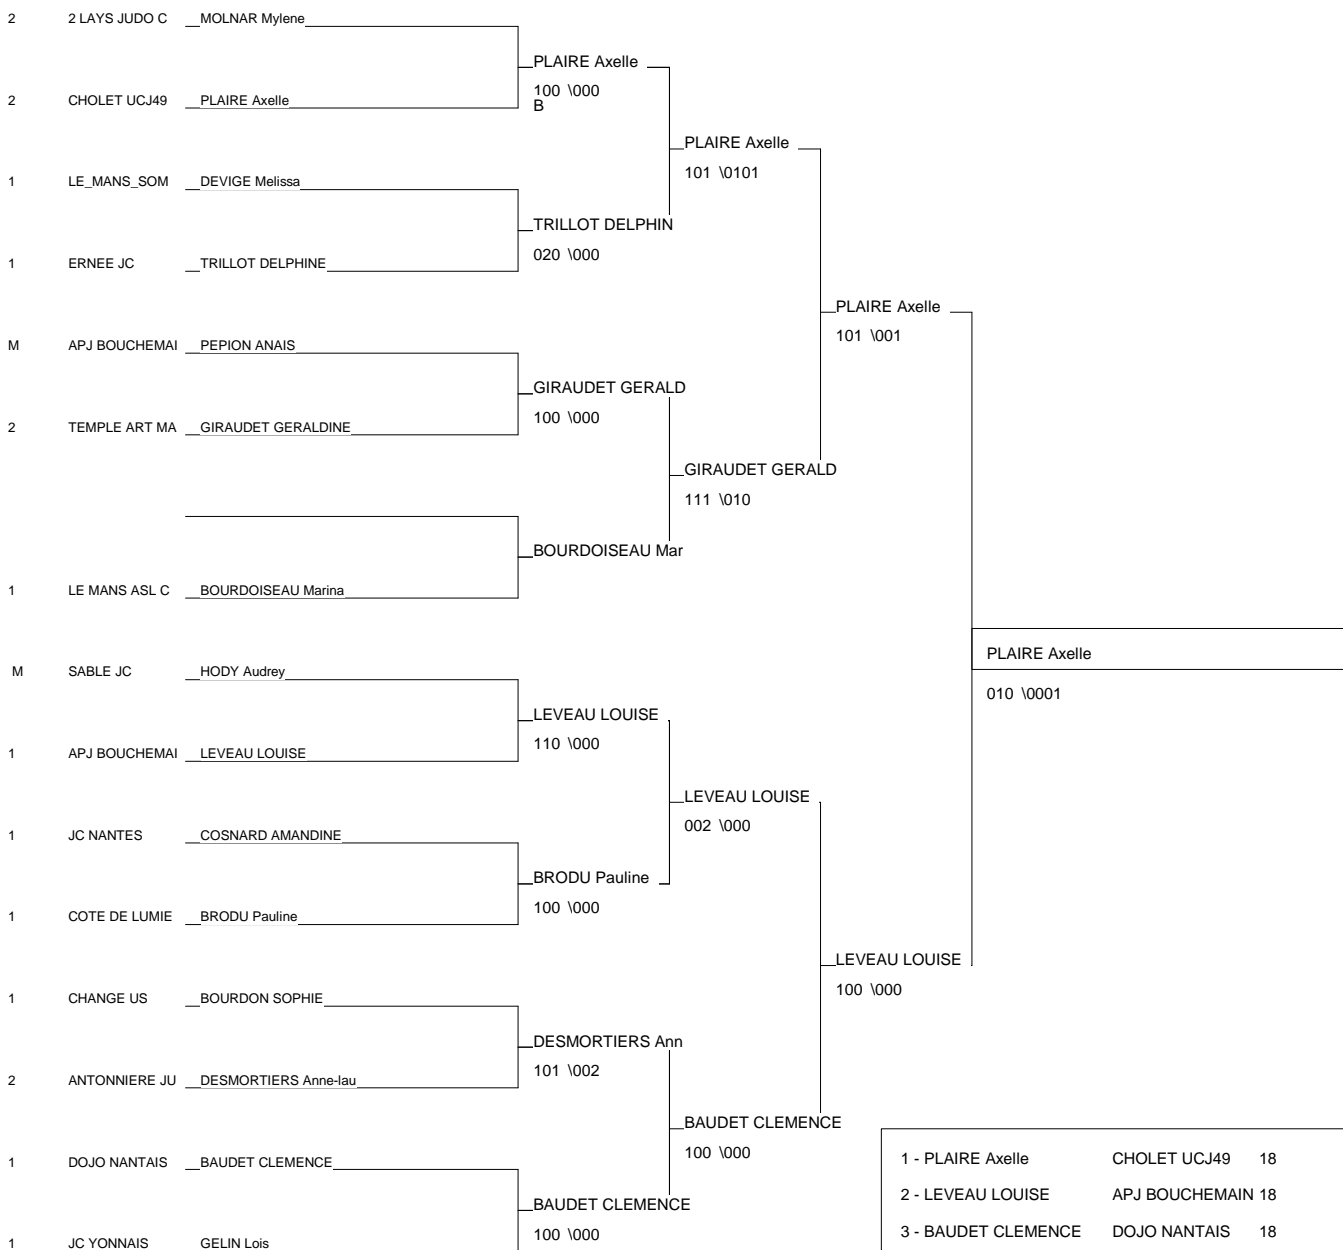 2 2 LAYS JUDO C MOLNAR Mylene
PLAIRE Axelle
100 \000
B
2 CHOLET UCJ49 PLAIRE Axelle
PLAIRE Axelle
101 \0101
1 LE_MANS_SOM DEVIGE Melissa
TRILLOT DELPHIN
020 \000
1 ERNEE JC TRILLOT DELPHINE
PLAIRE Axelle
101 \001
M APJ BOUCHEMAI PEPION ANAIS
GIRAUDET GERALD
100 \000
2 TEMPLE ART MA GIRAUDET GERALDINE
GIRAUDET GERALD
111 \010
BOURDOISEAU Mar
1 LE MANS ASL C BOURDOISEAU Marina
PLAIRE Axelle
010 \0001
M SABLE JC HODY Audrey
LEVEAU LOUISE
110 \000
1 APJ BOUCHEMAI LEVEAU LOUISE
LEVEAU LOUISE
002 \000
1 JC NANTES COSNARD AMANDINE
BRODU Pauline
100 \000
1 COTE DE LUMIE BRODU Pauline
LEVEAU LOUISE
100 \000
1 CHANGE US BOURDON SOPHIE
DESMORTIERS Ann
101 \002
2 ANTONNIERE JU DESMORTIERS Anne-lau
BAUDET CLEMENCE
100 \000
1 DOJO NANTAIS BAUDET CLEMENCE
BAUDET CLEMENCE
100 \000
1 JC YONNAIS GELIN Lois
1 - PLAIRE Axelle CHOLET UCJ49 18
2 - LEVEAU LOUISE APJ BOUCHEMAIN 18
3 - BAUDET CLEMENCE DOJO NANTAIS 18